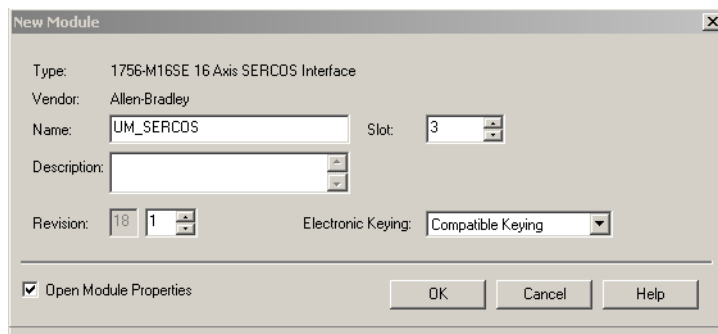 New Module
Type: 1756-M16SE 16 Axis SERCOS Interface
Vendor: Allen-Bradley
Name: UM_SERCOS Slot: 3
Description:
Revision: 18 1 Electronic Keying: Compatible Keying
Open Module Properties OK Cancel Help